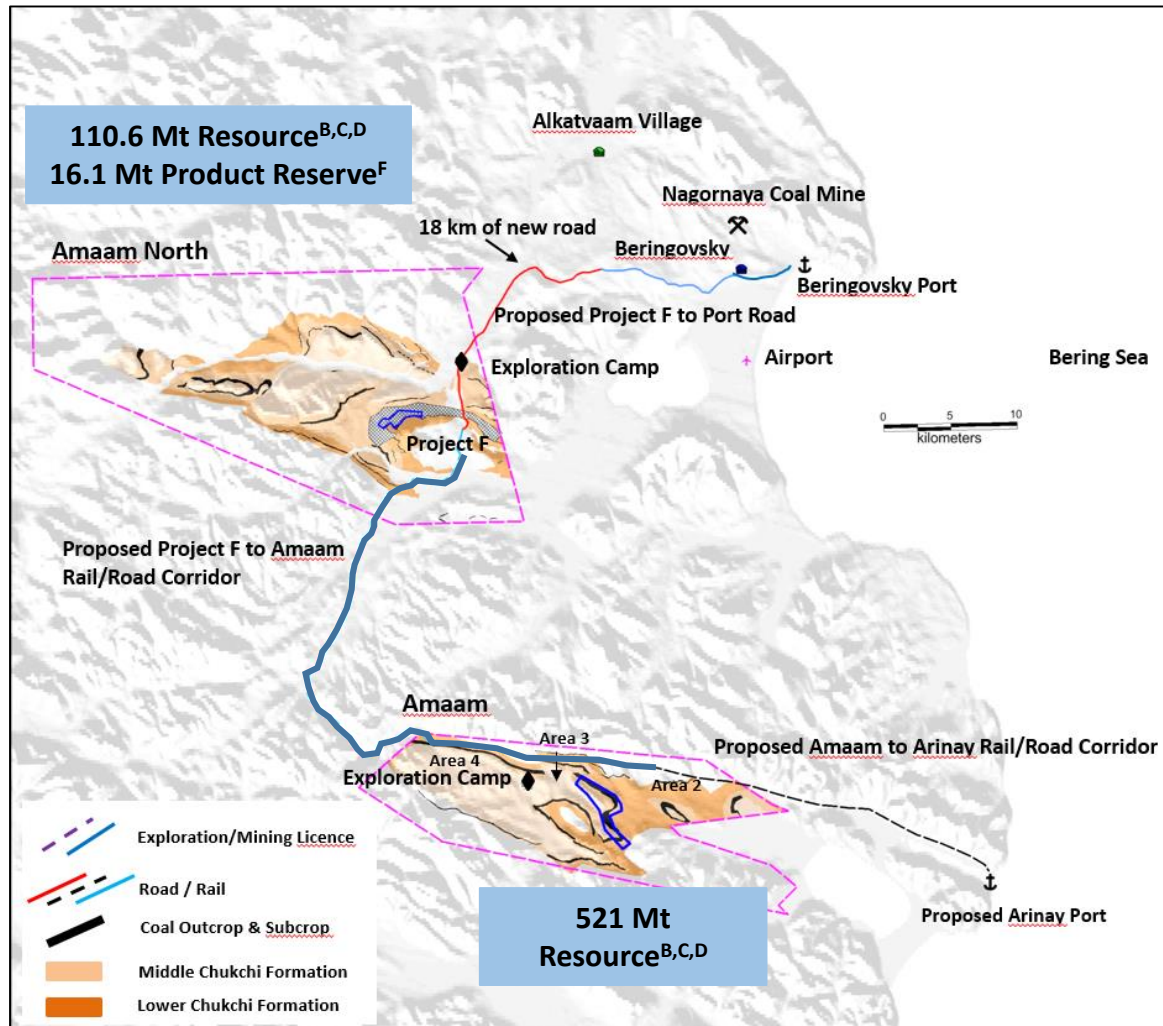 110.6 Mt Resource^B,C,D
16.1 Mt Product Reserve^F
Alkatvaam Village
Nagornaya Coal Mine
18 km of new road
Beringovsky
Amaam North
Beringovsky Port
Proposed Project F to Port Road
Airport
Bering Sea
Exploration Camp
0 5 10
kilometers
Project F
Proposed Project F to Amaam
Rail/Road Corridor
Amaam
Area 3
Proposed Amaam to Arinay Rail/Road Corridor
Area 4
Exploration Camp
Area 2
Proposed Arinay Port
521 Mt
Resource^B,C,D
Exploration/Mining Licence
Road / Rail
Coal Outcrop & Subcrop
Middle Chukchi Formation
Lower Chukchi Formation